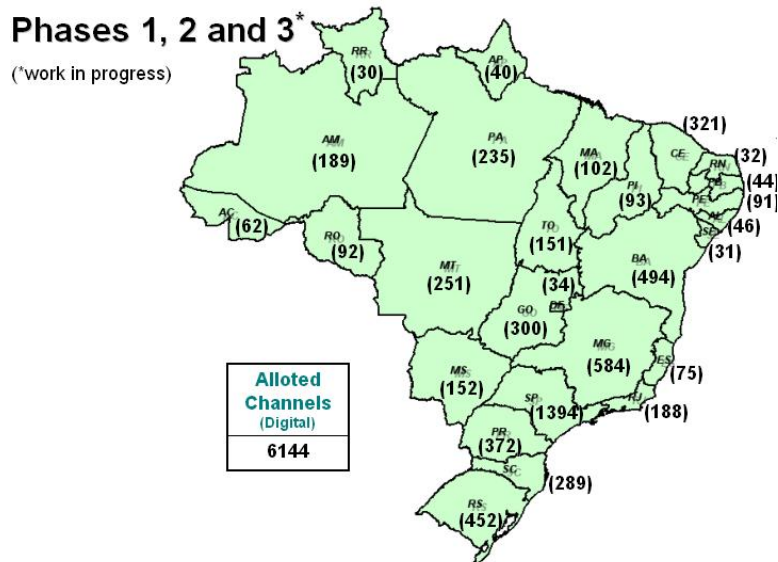 Phases 1, 2 and 3*
(*work in progress)
RR
(30)
AP
(40)
AM
(189)
PA
(235)
MA
(102)
CE
(321)
RN
(32)
PB
(44)
PI
(93)
PE
(91)
AL
(46)
SE
(31)
AC
(62)
RO
(92)
TO
(151)
BA
(494)
MT
(251)
(34)
DF
GO
(300)
MG
(584)
ES
(75)
MS
(152)
SP
(1394)
RJ
(188)
PR
(372)
SC
(289)
RS
(452)
Alloted
Channels
(Digital)
6144